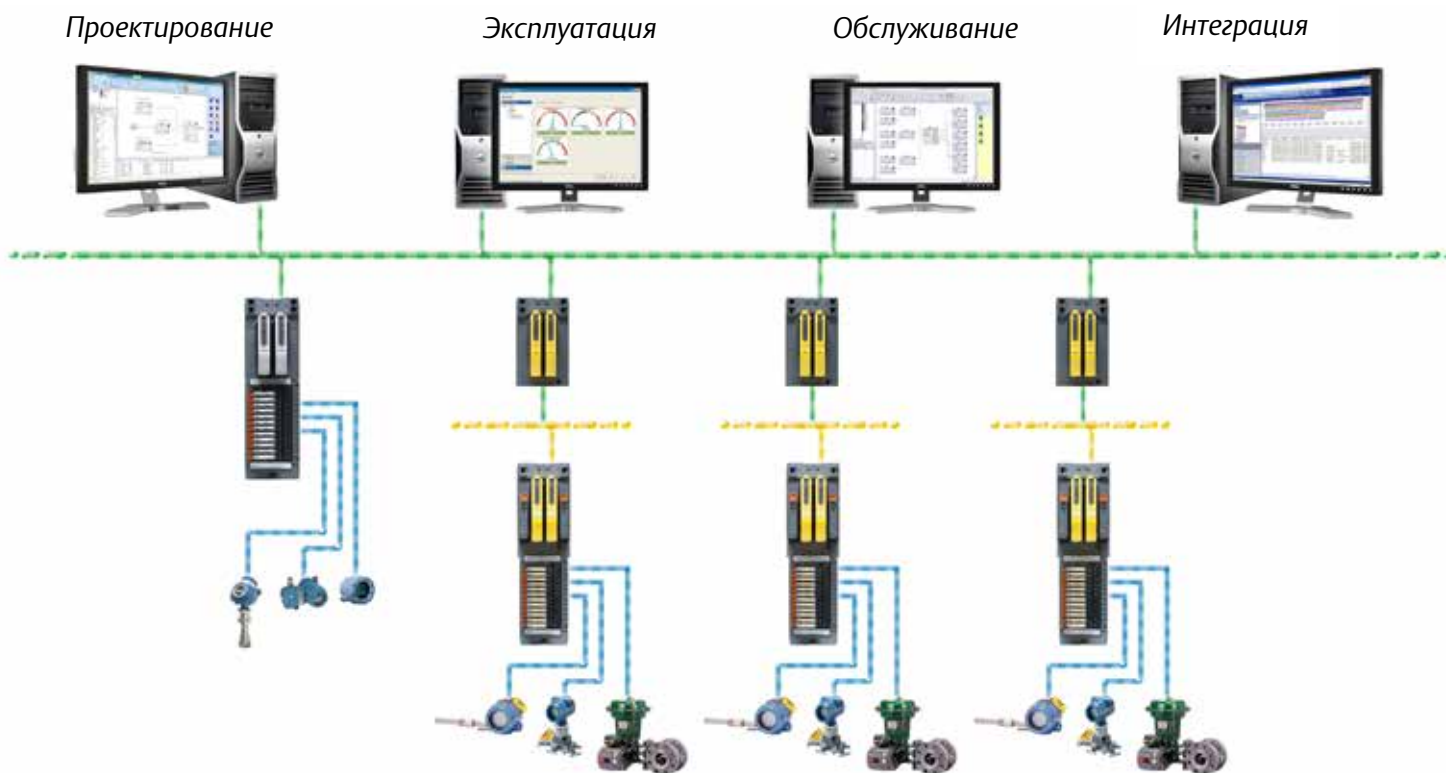 Проектирование
Эксплуатация
Обслуживание
Интеграция